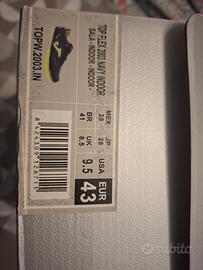 TOP FLEX 2003 NAVY INDOOR
SALA - INDOOR - INDOOR -
TOPW.2003.IN
MEX JP USA EUR
28 28 9.5 43
BR UK
41 8.5
8424309126711
subito